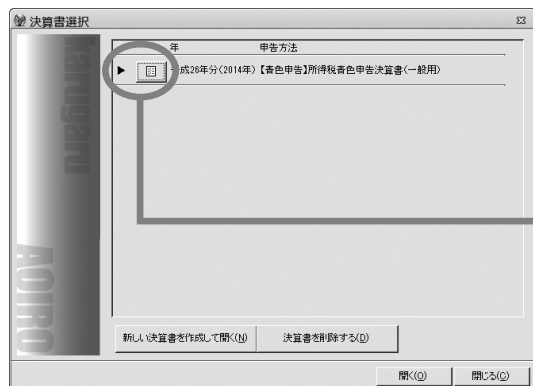 決算書選択
Karugaru
AOIRO
年 申告方法
成26年分(2014年)【青色申告】所得税青色申告決算書(一般用)
新しい決算書を作成して開く(N) 決算書を削除する(D)
開く(O) 閉じる(C)